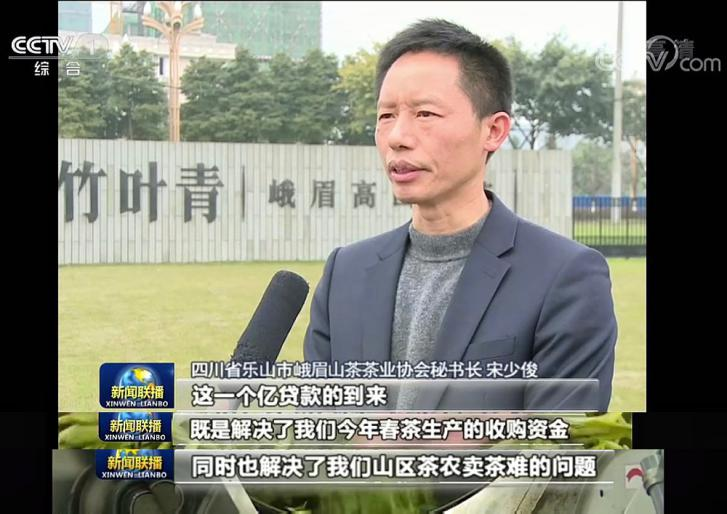 CCTV 1
综合
高清
CCTV.com
竹叶青
峨眉高
四川省乐山市峨眉山茶茶业协会秘书长 宋少俊
新闻联播
XINWEN LIANBO
这一个亿贷款的到来
新闻联播
XINWEN LIANBO
既是解决了我们今年春茶生产的收购资金
新闻联播
XINWEN LIANBO
同时也解决了我们山区茶农卖茶难的问题